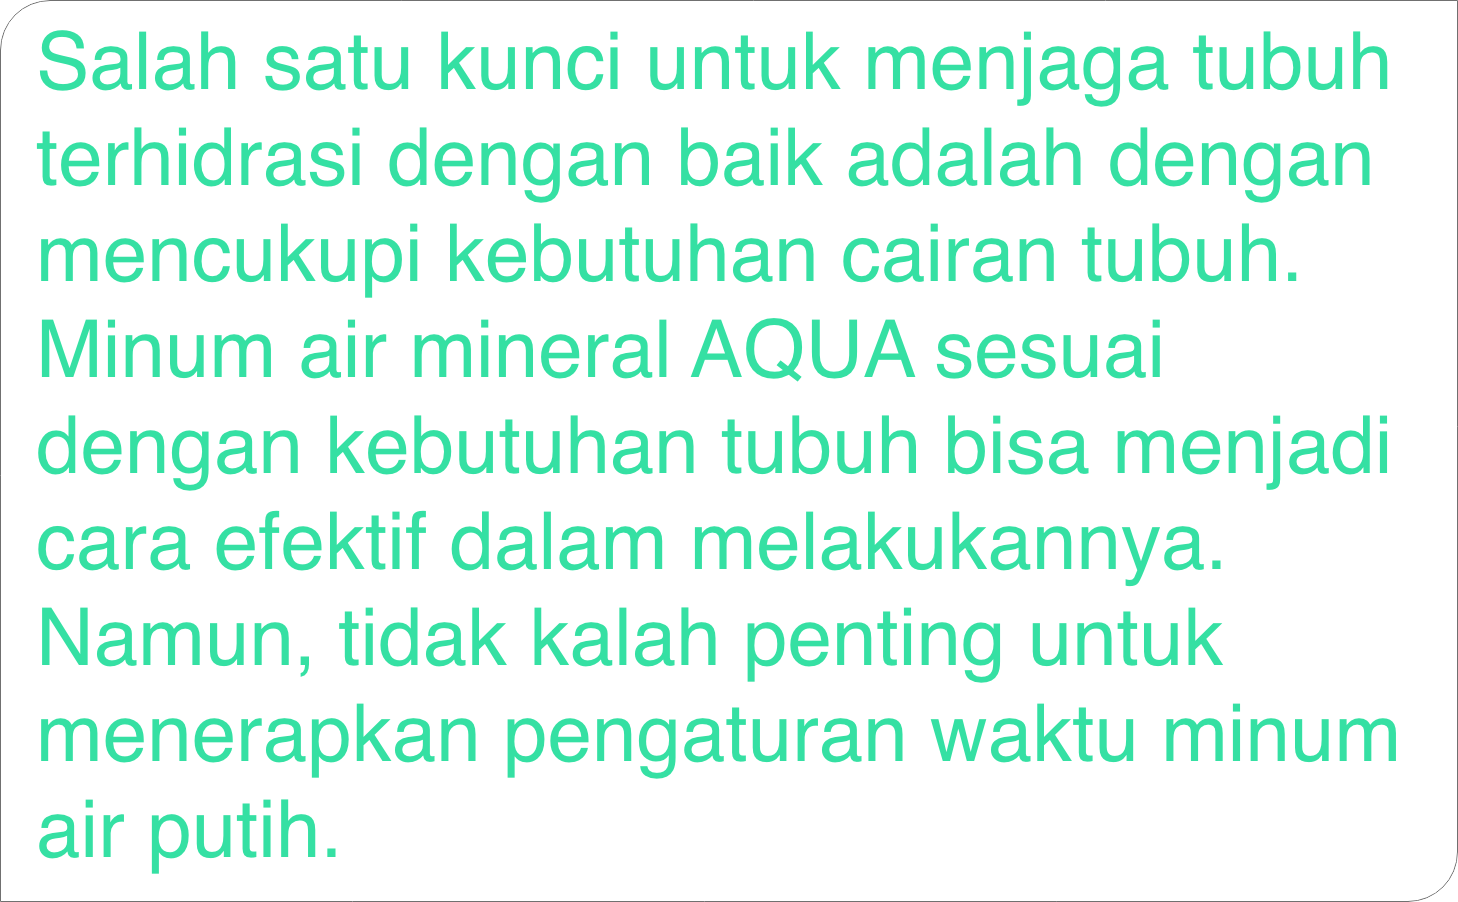 Salah satu kunci untuk menjaga tubuh
terhidrasi dengan baik adalah dengan
mencukupi kebutuhan cairan tubuh.
Minum air mineral AQUA sesuai
dengan kebutuhan tubuh bisa menjadi
cara efektif dalam melakukannya.
Namun, tidak kalah penting untuk
menerapkan pengaturan waktu minum
air putih.